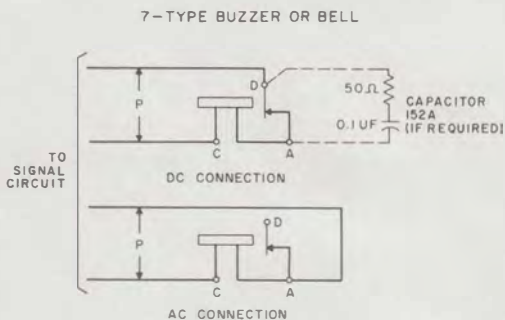 7-TYPE BUZZER OR BELL
P
D
50Ω
0.1UF
CAPACITOR
152A
(IF REQUIRED)
C
A
DC CONNECTION
TO
SIGNAL
CIRCUIT
P
D
C
A
AC CONNECTION